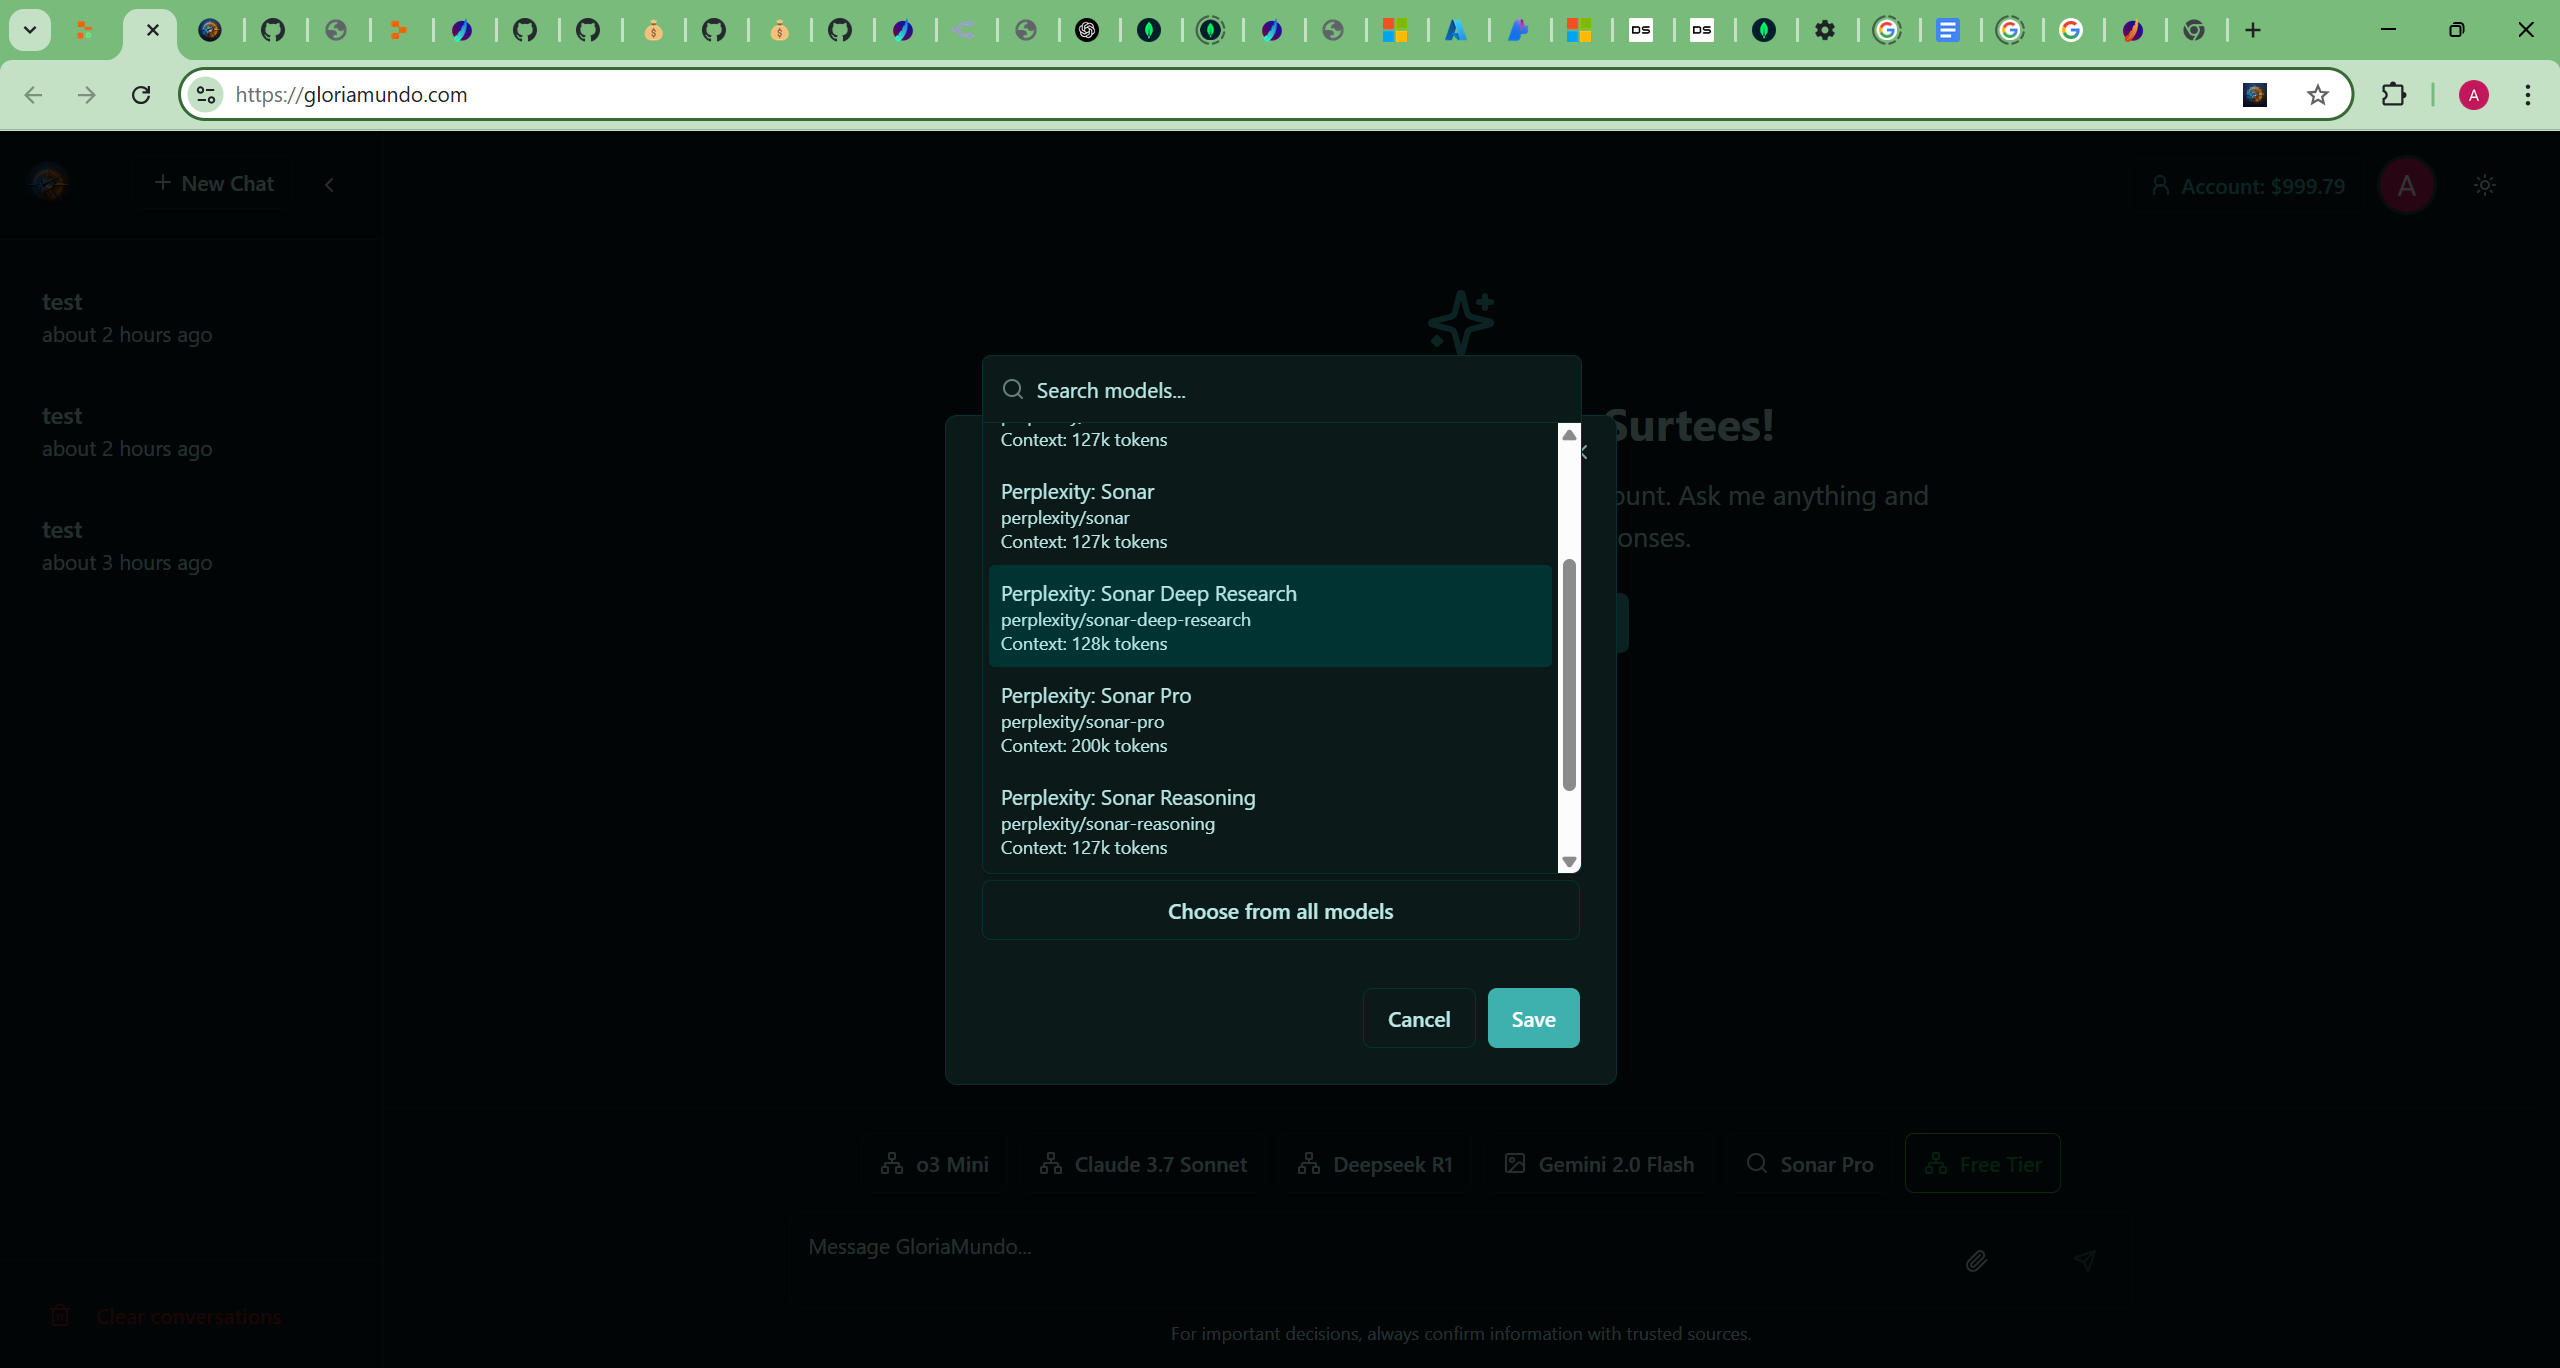 https://gloriamundo.com
A
New Chat
Account: $999.79
A
test
about 2 hours ago
test
about 2 hours ago
test
about 3 hours ago
Search models...
Context: 127k tokens
Perplexity: Sonar
perplexity/sonar
Context: 127k tokens
Perplexity: Sonar Deep Research
perplexity/sonar-deep-research
Context: 128k tokens
Perplexity: Sonar Pro
perplexity/sonar-pro
Context: 200k tokens
Perplexity: Sonar Reasoning
perplexity/sonar-reasoning
Context: 127k tokens
Surtees!
ount. Ask me anything and
onses.
Choose from all models
Cancel
Save
o3 Mini
Claude 3.7 Sonnet
Deepseek R1
Gemini 2.0 Flash
Sonar Pro
Free Tier
Message GloriaMundo...
Clear conversations
For important decisions, always confirm information with trusted sources.